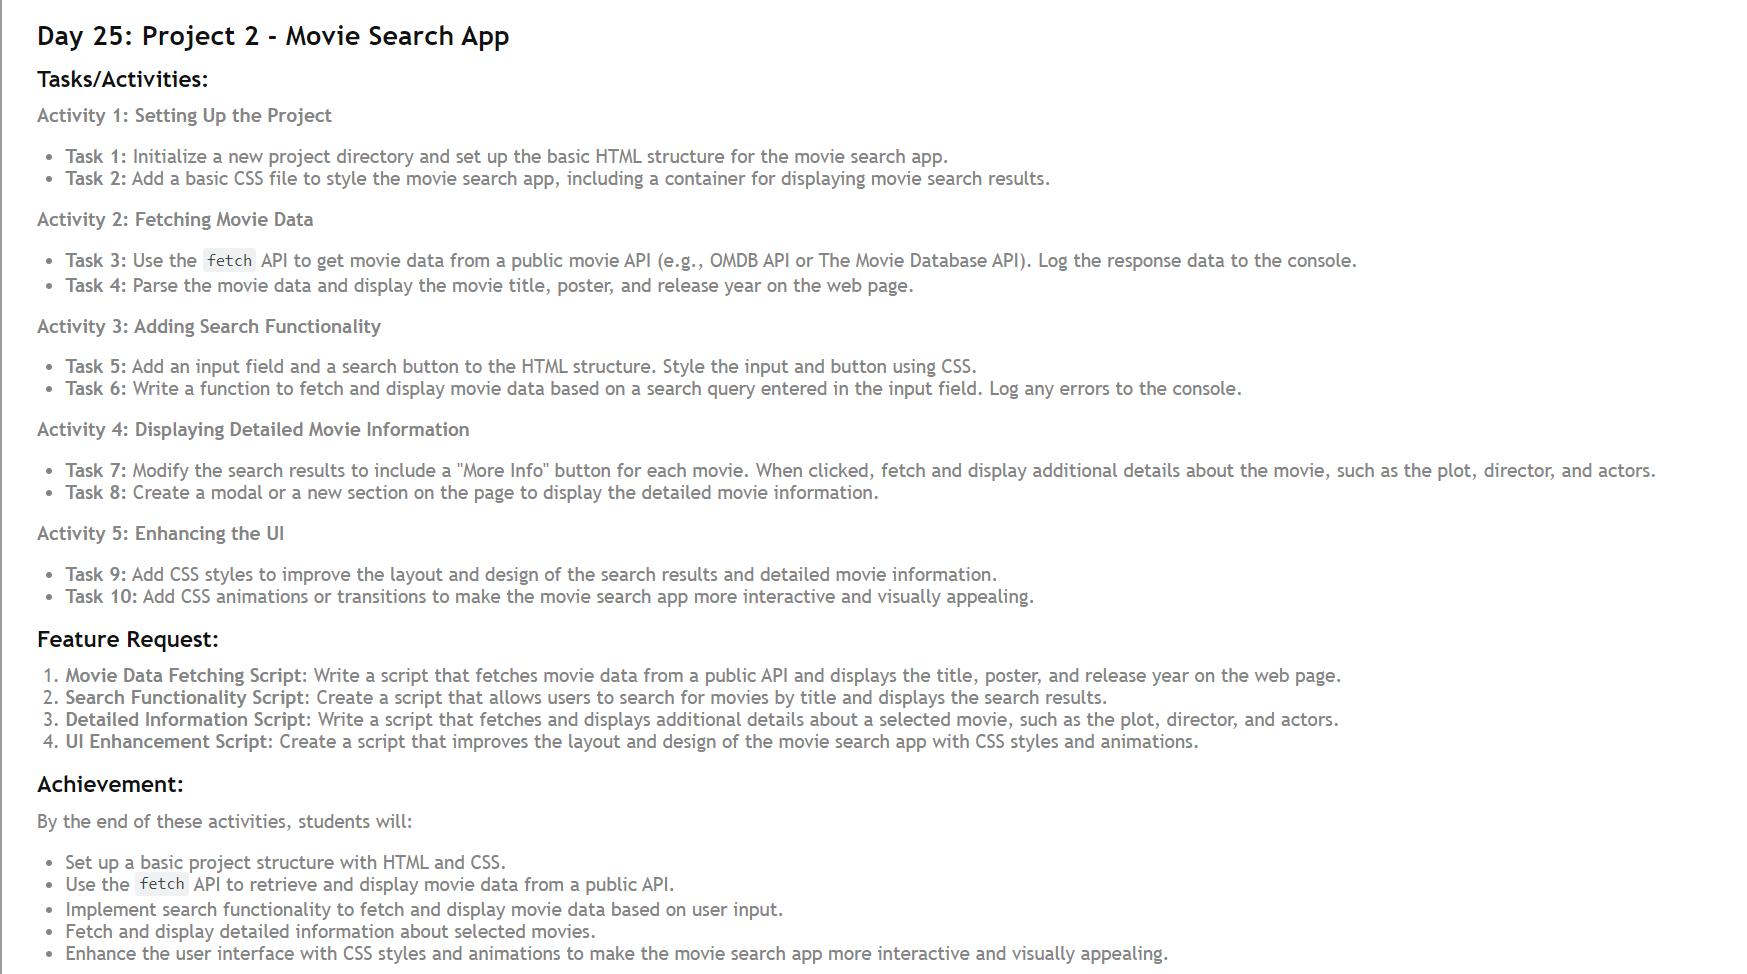 Day 25: Project 2 - Movie Search App
Tasks/Activities:
Activity 1: Setting Up the Project
• Task 1: Initialize a new project directory and set up the basic HTML structure for the movie search app.
• Task 2: Add a basic CSS file to style the movie search app, including a container for displaying movie search results.
Activity 2: Fetching Movie Data
• Task 3: Use the fetch API to get movie data from a public movie API (e.g., OMDB API or The Movie Database API). Log the response data to the console.
• Task 4: Parse the movie data and display the movie title, poster, and release year on the web page.
Activity 3: Adding Search Functionality
• Task 5: Add an input field and a search button to the HTML structure. Style the input and button using CSS.
• Task 6: Write a function to fetch and display movie data based on a search query entered in the input field. Log any errors to the console.
Activity 4: Displaying Detailed Movie Information
• Task 7: Modify the search results to include a "More Info" button for each movie. When clicked, fetch and display additional details about the movie, such as the plot, director, and actors.
• Task 8: Create a modal or a new section on the page to display the detailed movie information.
Activity 5: Enhancing the UI
• Task 9: Add CSS styles to improve the layout and design of the search results and detailed movie information.
• Task 10: Add CSS animations or transitions to make the movie search app more interactive and visually appealing.
Feature Request:
1. Movie Data Fetching Script: Write a script that fetches movie data from a public API and displays the title, poster, and release year on the web page.
2. Search Functionality Script: Create a script that allows users to search for movies by title and displays the search results.
3. Detailed Information Script: Write a script that fetches and displays additional details about a selected movie, such as the plot, director, and actors.
4. UI Enhancement Script: Create a script that improves the layout and design of the movie search app with CSS styles and animations.
Achievement:
By the end of these activities, students will:
• Set up a basic project structure with HTML and CSS.
• Use the fetch API to retrieve and display movie data from a public API.
• Implement search functionality to fetch and display movie data based on user input.
• Fetch and display detailed information about selected movies.
• Enhance the user interface with CSS styles and animations to make the movie search app more interactive and visually appealing.